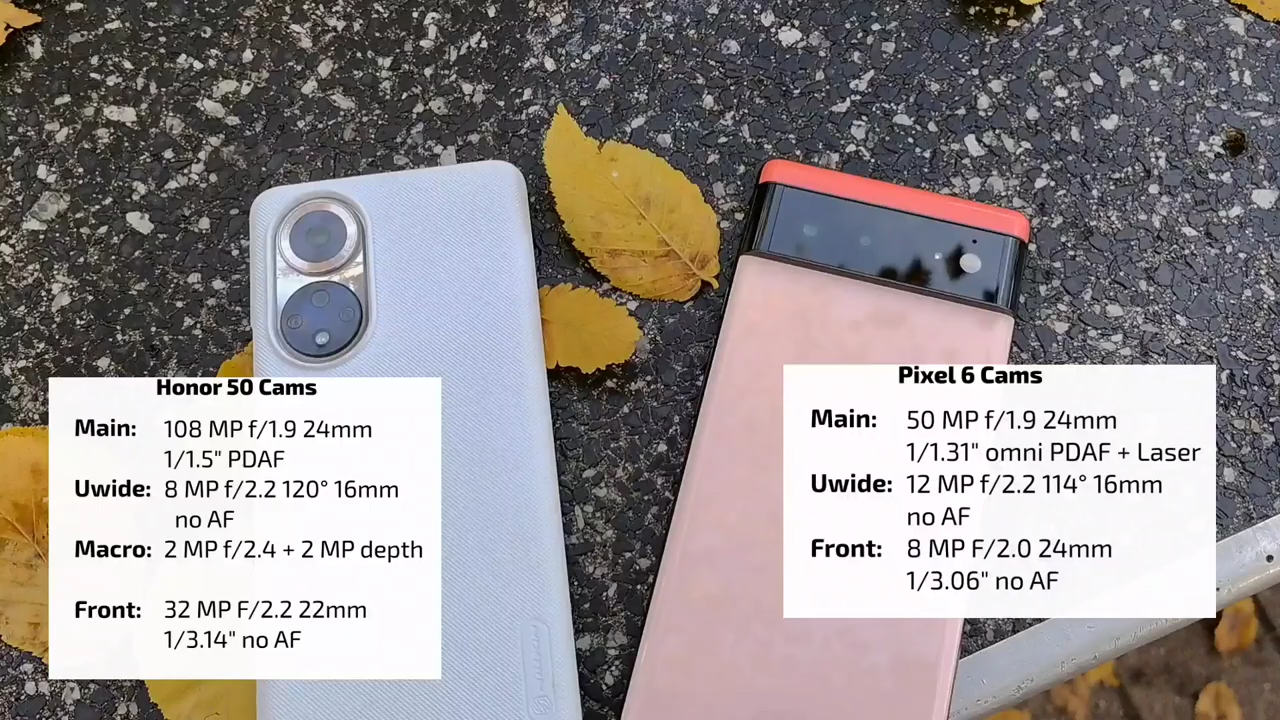 Honor 50 Cams
Main: 108 MP f/1.9 24mm
1/1.5" PDAF
Uwide: 8 MP f/2.2 120° 16mm
no AF
Macro: 2 MP f/2.4 + 2 MP depth
Front: 32 MP F/2.2 22mm
1/3.14" no AF
Pixel 6 Cams
Main: 50 MP f/1.9 24mm
1/1.31" omni PDAF + Laser
Uwide: 12 MP f/2.2 114° 16mm
no AF
Front: 8 MP F/2.0 24mm
1/3.06" no AF